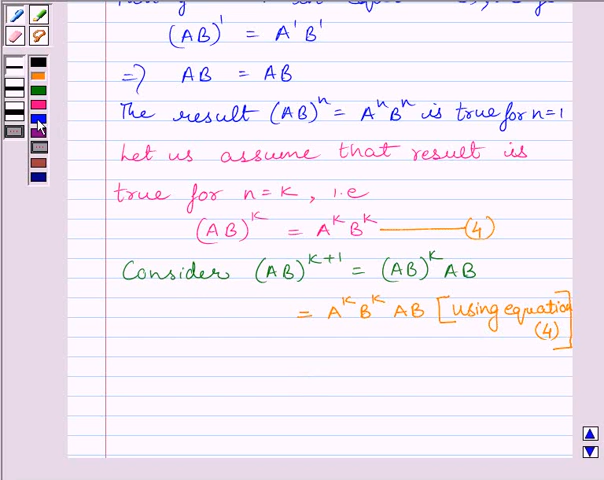 (AB)¹ = A¹B¹
=) AB = AB
The result (AB)ⁿ = AⁿBⁿ is true for n=1
Let us assume that result is
true for n=K, i.e
(AB)ᴷ = AᴷBᴷ ——— (4)
Consider (AB)ᴷ⁺¹ = (AB)ᴷ AB
= AᴷBᴷ AB [using equation
(4)]